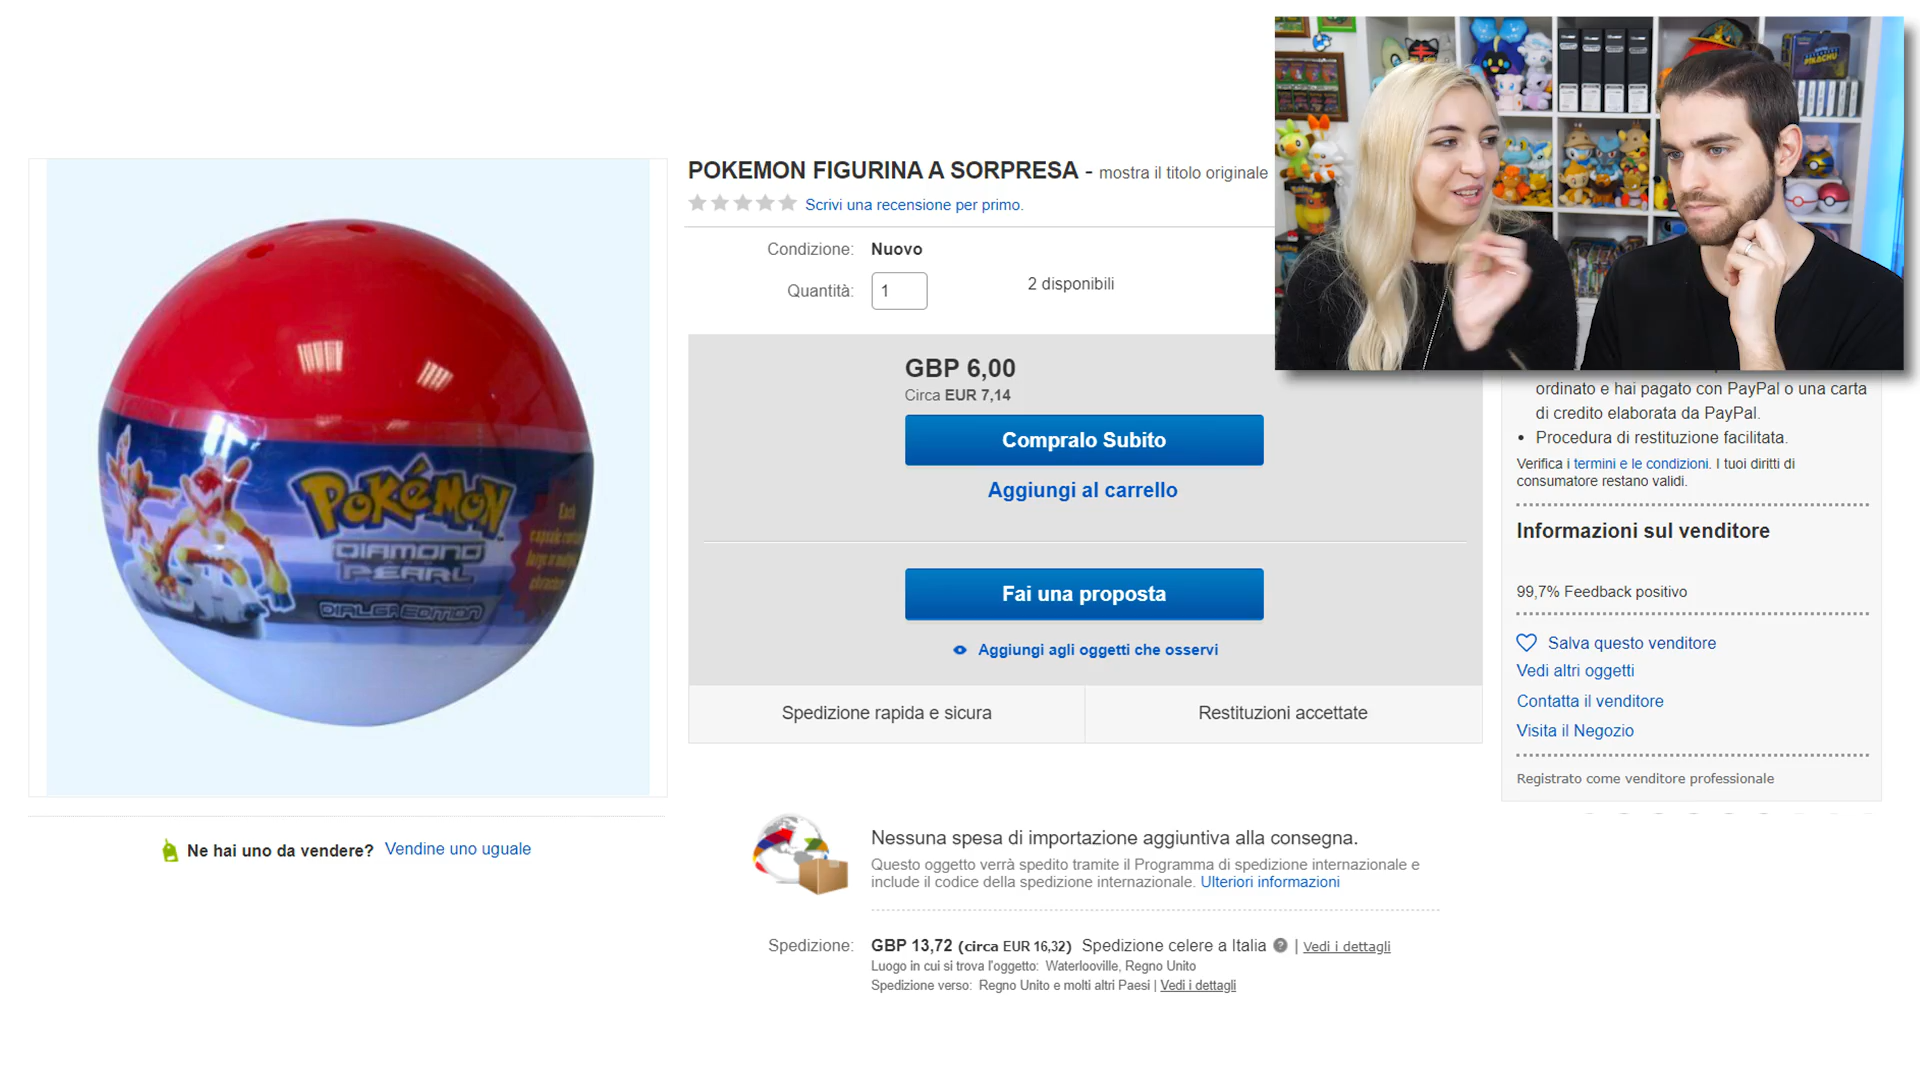 POKEMON FIGURINA A SORPRESA - mostra il titolo originale
Scrivi una recensione per primo.
Condizione: Nuovo
Quantità: 1 2 disponibili
GBP 6,00
Circa EUR 7,14
Compralo Subito
Aggiungi al carrello
Fai una proposta
Aggiungi agli oggetti che osservi
Spedizione rapida e sicura
Restituzioni accettate
POKéMON
DIAMOND
PEARL
DIALGA EDITION
Each
Ne hai uno da vendere? Vendine uno uguale
Nessuna spesa di importazione aggiuntiva alla consegna.
Questo oggetto verrà spedito tramite il Programma di spedizione internazionale e
include il codice della spedizione internazionale. Ulteriori informazioni
Spedizione: GBP 13,72 (circa EUR 16,32) Spedizione celere a Italia ? | Vedi i dettagli
Luogo in cui si trova l'oggetto: Waterlooville, Regno Unito
Spedizione verso: Regno Unito e molti altri Paesi | Vedi i dettagli
ordinato e hai pagato con PayPal o una carta
di credito elaborata da PayPal.
• Procedura di restituzione facilitata.
Verifica i termini e le condizioni. I tuoi diritti di
consumatore restano validi.
Informazioni sul venditore
99,7% Feedback positivo
Salva questo venditore
Vedi altri oggetti
Contatta il venditore
Visita il Negozio
Registrato come venditore professionale
PIKACHU